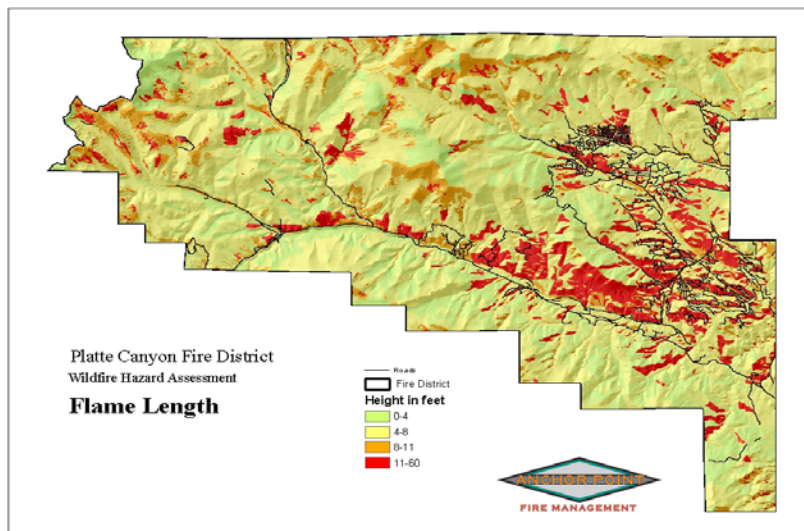 Platte Canyon Fire District
Wildfire Hazard Assessment
Flame Length
Roads
Fire District
Height in feet
0-4
4-8
8-11
11-60
ANCHOR POINT
FIRE MANAGEMENT